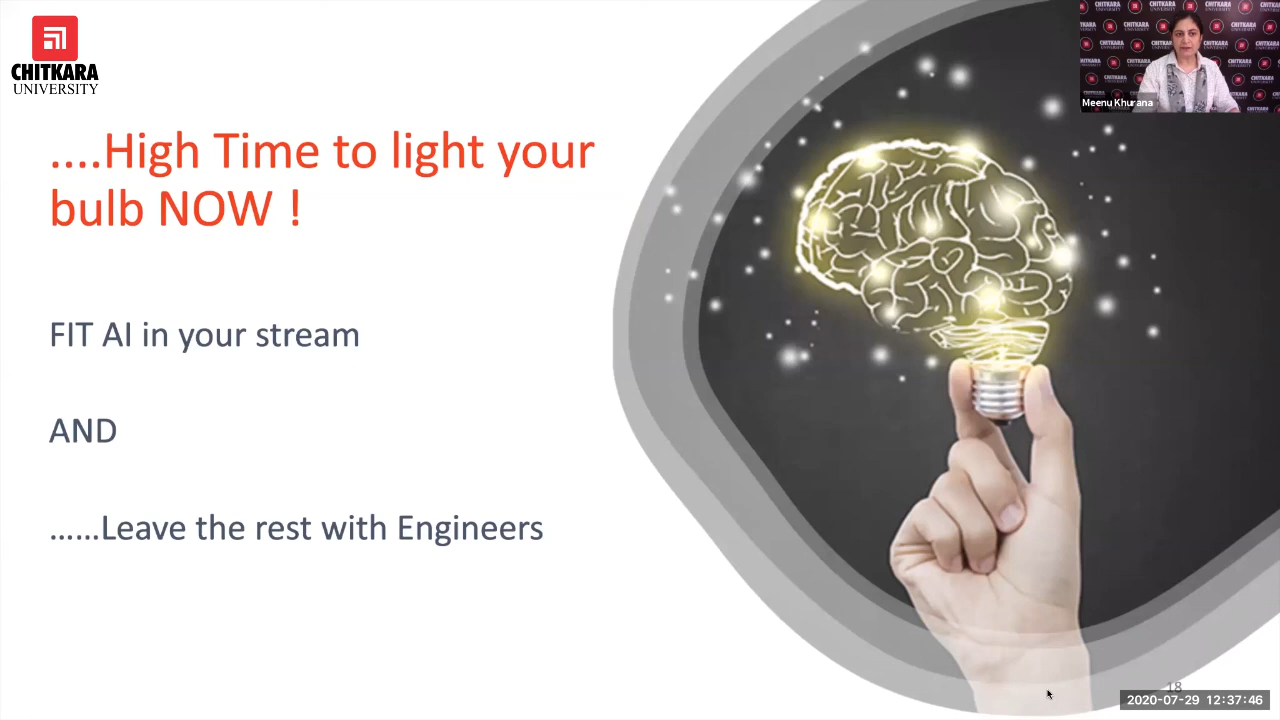 CHITKARA
UNIVERSITY
....High Time to light your
bulb NOW !
FIT AI in your stream
AND
......Leave the rest with Engineers
Meenu Khurana
18
2020-07-29 12:37:46